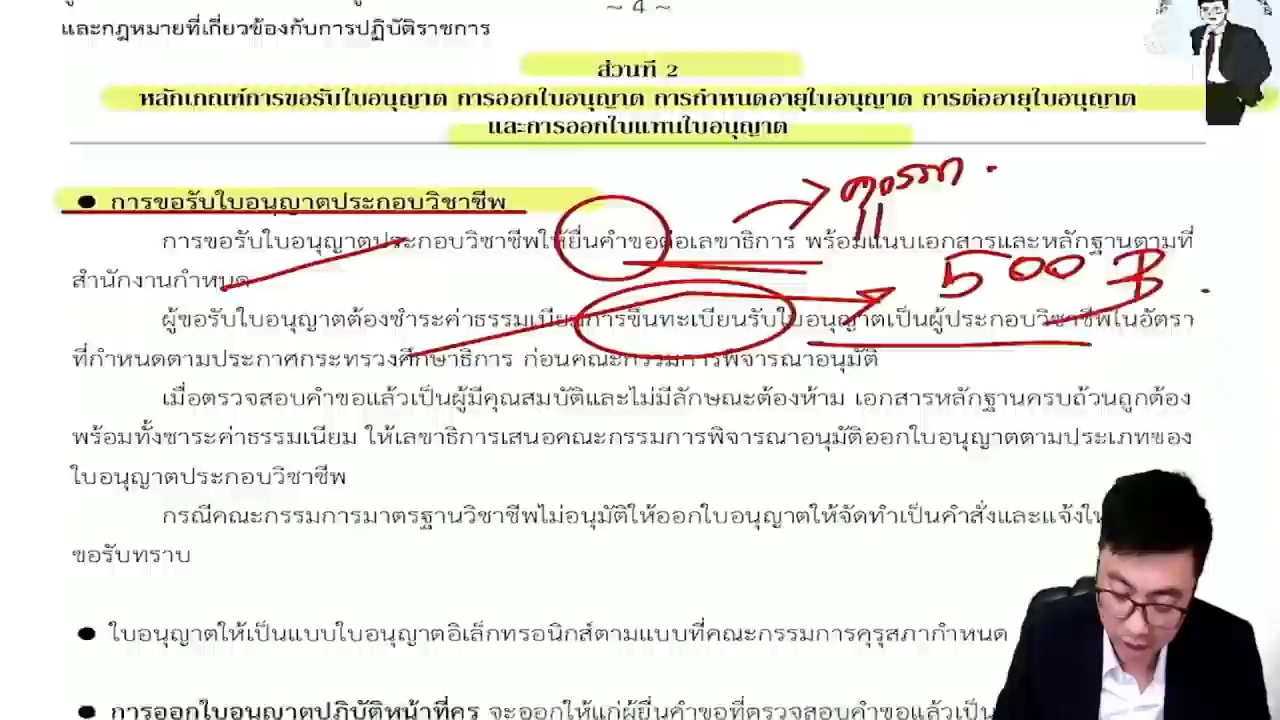 ~ 4 ~
และกฎหมายที่เกี่ยวข้องกับการปฏิบัติราชการ
ส่วนที่ 2
หลักเกณฑ์การขอรับใบอนุญาต การออกใบอนุญาต การกำหนดอายุใบอนุญาต การต่ออายุใบอนุญาต
และการออกใบแทนใบอนุญาต
● การขอรับใบอนุญาตประกอบวิชาชีพ
การขอรับใบอนุญาตประกอบวิชาชีพให้ยื่นคำขอต่อเลขาธิการ พร้อมแนบเอกสารและหลักฐานตามที่
สำนักงานกำหนด
500 ฿
ผู้ขอรับใบอนุญาตต้องชำระค่าธรรมเนียมการขึ้นทะเบียนรับใบอนุญาตเป็นผู้ประกอบวิชาชีพในอัตรา
ที่กำหนดตามประกาศกระทรวงศึกษาธิการ ก่อนคณะกรรมการพิจารณาอนุมัติ
เมื่อตรวจสอบคำขอแล้วเป็นผู้มีคุณสมบัติและไม่มีลักษณะต้องห้าม เอกสารหลักฐานครบถ้วนถูกต้อง
พร้อมทั้งชำระค่าธรรมเนียม ให้เลขาธิการเสนอคณะกรรมการพิจารณาอนุมัติออกใบอนุญาตตามประเภทของ
ใบอนุญาตประกอบวิชาชีพ
กรณีคณะกรรมการมาตรฐานวิชาชีพไม่อนุมัติให้ออกใบอนุญาตให้จัดทำเป็นคำสั่งและแจ้งให้
ขอรับทราบ
● ใบอนุญาตให้เป็นแบบใบอนุญาตอิเล็กทรอนิกส์ตามแบบที่คณะกรรมการคุรุสภากำหนด
● การออกใบอนุญาตปฏิบัติหน้าที่ครู จะออกให้แก่ผู้ยื่นคำขอที่ตรวจสอบคำขอแล้วเป็น